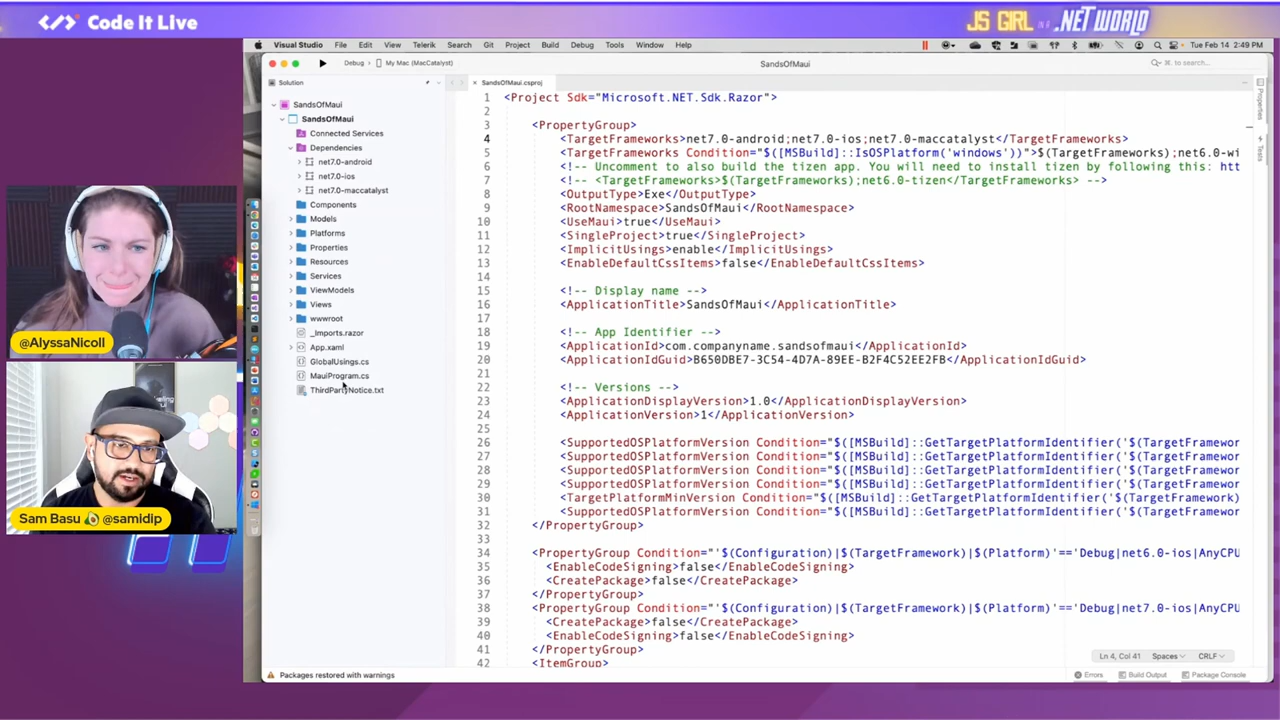 </> Code It Live
JS GIRL IN A .NET WORLD
Visual Studio File Edit View Telerik Search Git Project Build Debug Tools Window Help
Tue Feb 14 2:49 PM
Debug › My Mac (MacCatalyst)
SandsOfMaui
⌘. to search...
Solution
SandsOfMaui
SandsOfMaui
Connected Services
Dependencies
net7.0-android
net7.0-ios
net7.0-maccatalyst
Components
Models
Platforms
Properties
Resources
Services
ViewModels
Views
wwwroot
_Imports.razor
App.xaml
GlobalUsings.cs
MauiProgram.cs
ThirdPartyNotice.txt
SandsOfMaui.csproj
1 <Project Sdk="Microsoft.NET.Sdk.Razor">
2
3 <PropertyGroup>
4 <TargetFrameworks>net7.0-android;net7.0-ios;net7.0-maccatalyst</TargetFrameworks>
5 <TargetFrameworks Condition="$([MSBuild]::IsOSPlatform('windows'))">$(TargetFrameworks);net6.0-wi
6 <!-- Uncomment to also build the tizen app. You will need to install tizen by following this: htt
7 <!-- <TargetFrameworks>$(TargetFrameworks);net6.0-tizen</TargetFrameworks> -->
8 <OutputType>Exe</OutputType>
9 <RootNamespace>SandsOfMaui</RootNamespace>
10 <UseMaui>true</UseMaui>
11 <SingleProject>true</SingleProject>
12 <ImplicitUsings>enable</ImplicitUsings>
13 <EnableDefaultCssItems>false</EnableDefaultCssItems>
14
15 <!-- Display name -->
16 <ApplicationTitle>SandsOfMaui</ApplicationTitle>
17
18 <!-- App Identifier -->
19 <ApplicationId>com.companyname.sandsofmaui</ApplicationId>
20 <ApplicationIdGuid>B650DBE7-3C54-4D7A-89EE-B2F4C52EE2FB</ApplicationIdGuid>
21
22 <!-- Versions -->
23 <ApplicationDisplayVersion>1.0</ApplicationDisplayVersion>
24 <ApplicationVersion>1</ApplicationVersion>
25
26 <SupportedOSPlatformVersion Condition="$([MSBuild]::GetTargetPlatformIdentifier('$(TargetFramewor
27 <SupportedOSPlatformVersion Condition="$([MSBuild]::GetTargetPlatformIdentifier('$(TargetFramewor
28 <SupportedOSPlatformVersion Condition="$([MSBuild]::GetTargetPlatformIdentifier('$(TargetFramewor
29 <SupportedOSPlatformVersion Condition="$([MSBuild]::GetTargetPlatformIdentifier('$(TargetFramewor
30 <TargetPlatformMinVersion Condition="$([MSBuild]::GetTargetPlatformIdentifier('$(TargetFramework)
31 <SupportedOSPlatformVersion Condition="$([MSBuild]::GetTargetPlatformIdentifier('$(TargetFramewor
32 </PropertyGroup>
33
34 <PropertyGroup Condition="'$(Configuration)|$(TargetFramework)|$(Platform)'=='Debug|net6.0-ios|AnyCPU
35 <EnableCodeSigning>false</EnableCodeSigning>
36 <CreatePackage>false</CreatePackage>
37 </PropertyGroup>
38 <PropertyGroup Condition="'$(Configuration)|$(TargetFramework)|$(Platform)'=='Debug|net7.0-ios|AnyCPU
39 <CreatePackage>false</CreatePackage>
40 <EnableCodeSigning>false</EnableCodeSigning>
41 </PropertyGroup>
42 <ItemGroup>
Properties
Tests
Ln 4, Col 41 Spaces CRLF
Packages restored with warnings
Errors Build Output Package Console
@AlyssaNicoll
Sam Basu 🥑 @samidip